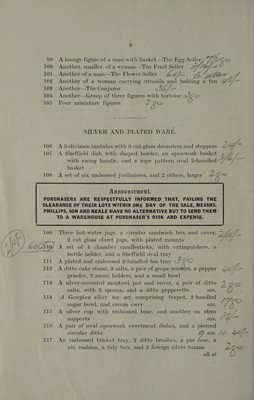 8
99 A lounge figure of a man with basket—The Egg Seller
100 Another, smaller, of a woman—The Fruit Seller
101 Another of a man—The Flower Seller
102 Another of a woman carrying utensils and holding a fan
103 Another—The Conjuror
104 Another—Group of three figures with tortoise
105 Four miniature figures
SILVER AND PLATED WARE.
106 A 3-division tantalus with 3 cut glass decanters and stoppers
107 A Sheffield dish with shaped border, an openwork basket
with swing handle, and a rope pattern oval 2-handled
basket
108 A set of six embossed jardinieres, and 2 others, larger
Announcement.
PURCHASERS ARE RESPECTFULLY INFORMED THAT, FAILING THE
CLEARANCE OF THEIR LOTS WITHIN ONE DAY OF THE SALE, MESSRS.
PHILLIPS, SON AND NEALE HAVE NO ALTERNATIVE BUT TO SEND THEM
TO A WAREHOUSE AT PURCHASER'S RISK AND EXPENSE.
109 Three hot-water jugs, a circular sandwich box and cover,
2 cut glass claret jugs, with plated mounts
110 A set of 4 chamber candlesticks, with extinguishers, a
bottle holder, and a Sheffield oval tray
111 A plated and embossed 2-handled tea tray
112 A ditto cake stand, 3 salts, a pair of grape scissors, a pepper
grinder, 2 menu holders, and a small bowl
113 A silver-mounted mustard pot and cover, a pair of ditto
salts, with 2 spoons, and a ditto pepperette oz.
114 A Georgian silver tea set, comprising teapot, 2-handled
sugar bowl, and cream ewer oz.
115 A silver cup with embossed base, and another on stem
supports oz.
116 A pair of oval openwork sweetmeat dishes, and a pierced
circular ditto 9 oz.
117 An embossed trinket tray, 2 ditto brushes, a pin case, a
pin cushion, a tidy box, and 2 foreign silver tazzas
all at